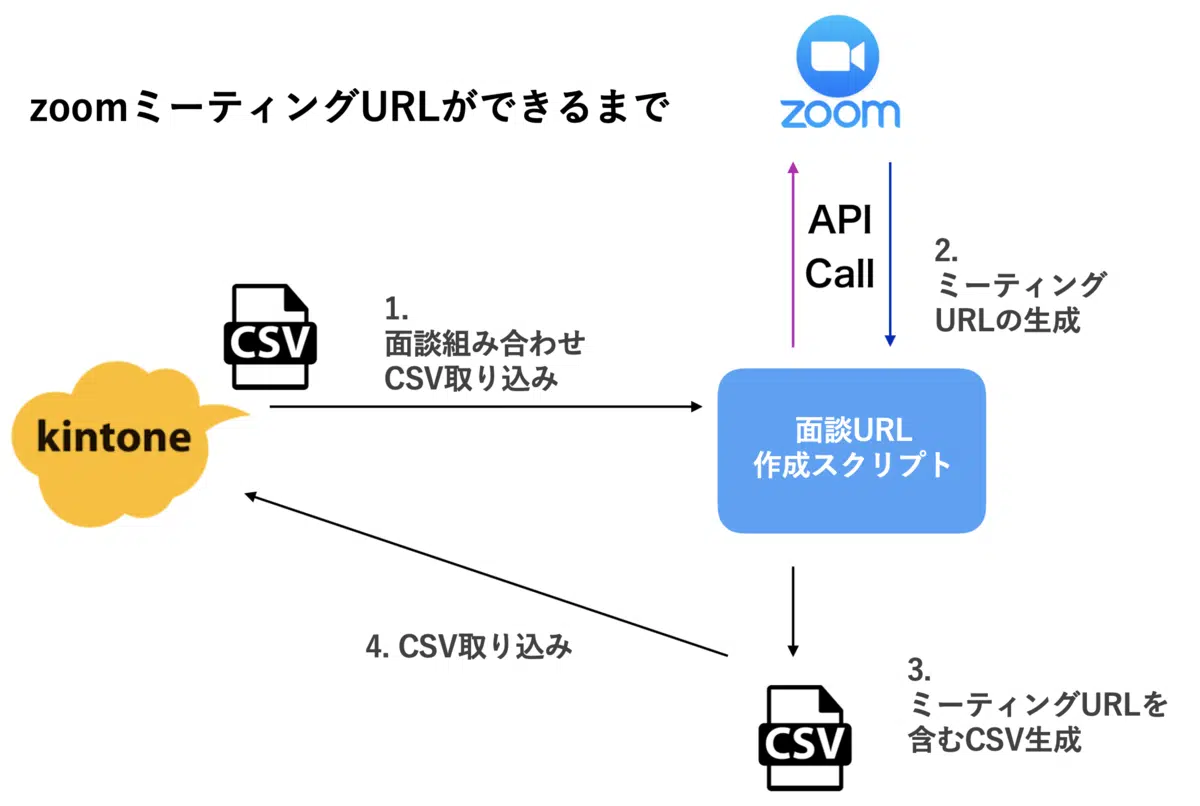 zoomミーティングURLができるまで
zoom
API
Call
2.
ミーティング
URLの生成
CSV
1.
面談組み合わせ
CSV取り込み
kintone
面談URL
作成スクリプト
4. CSV取り込み
3.
ミーティングURLを
含むCSV生成
CSV